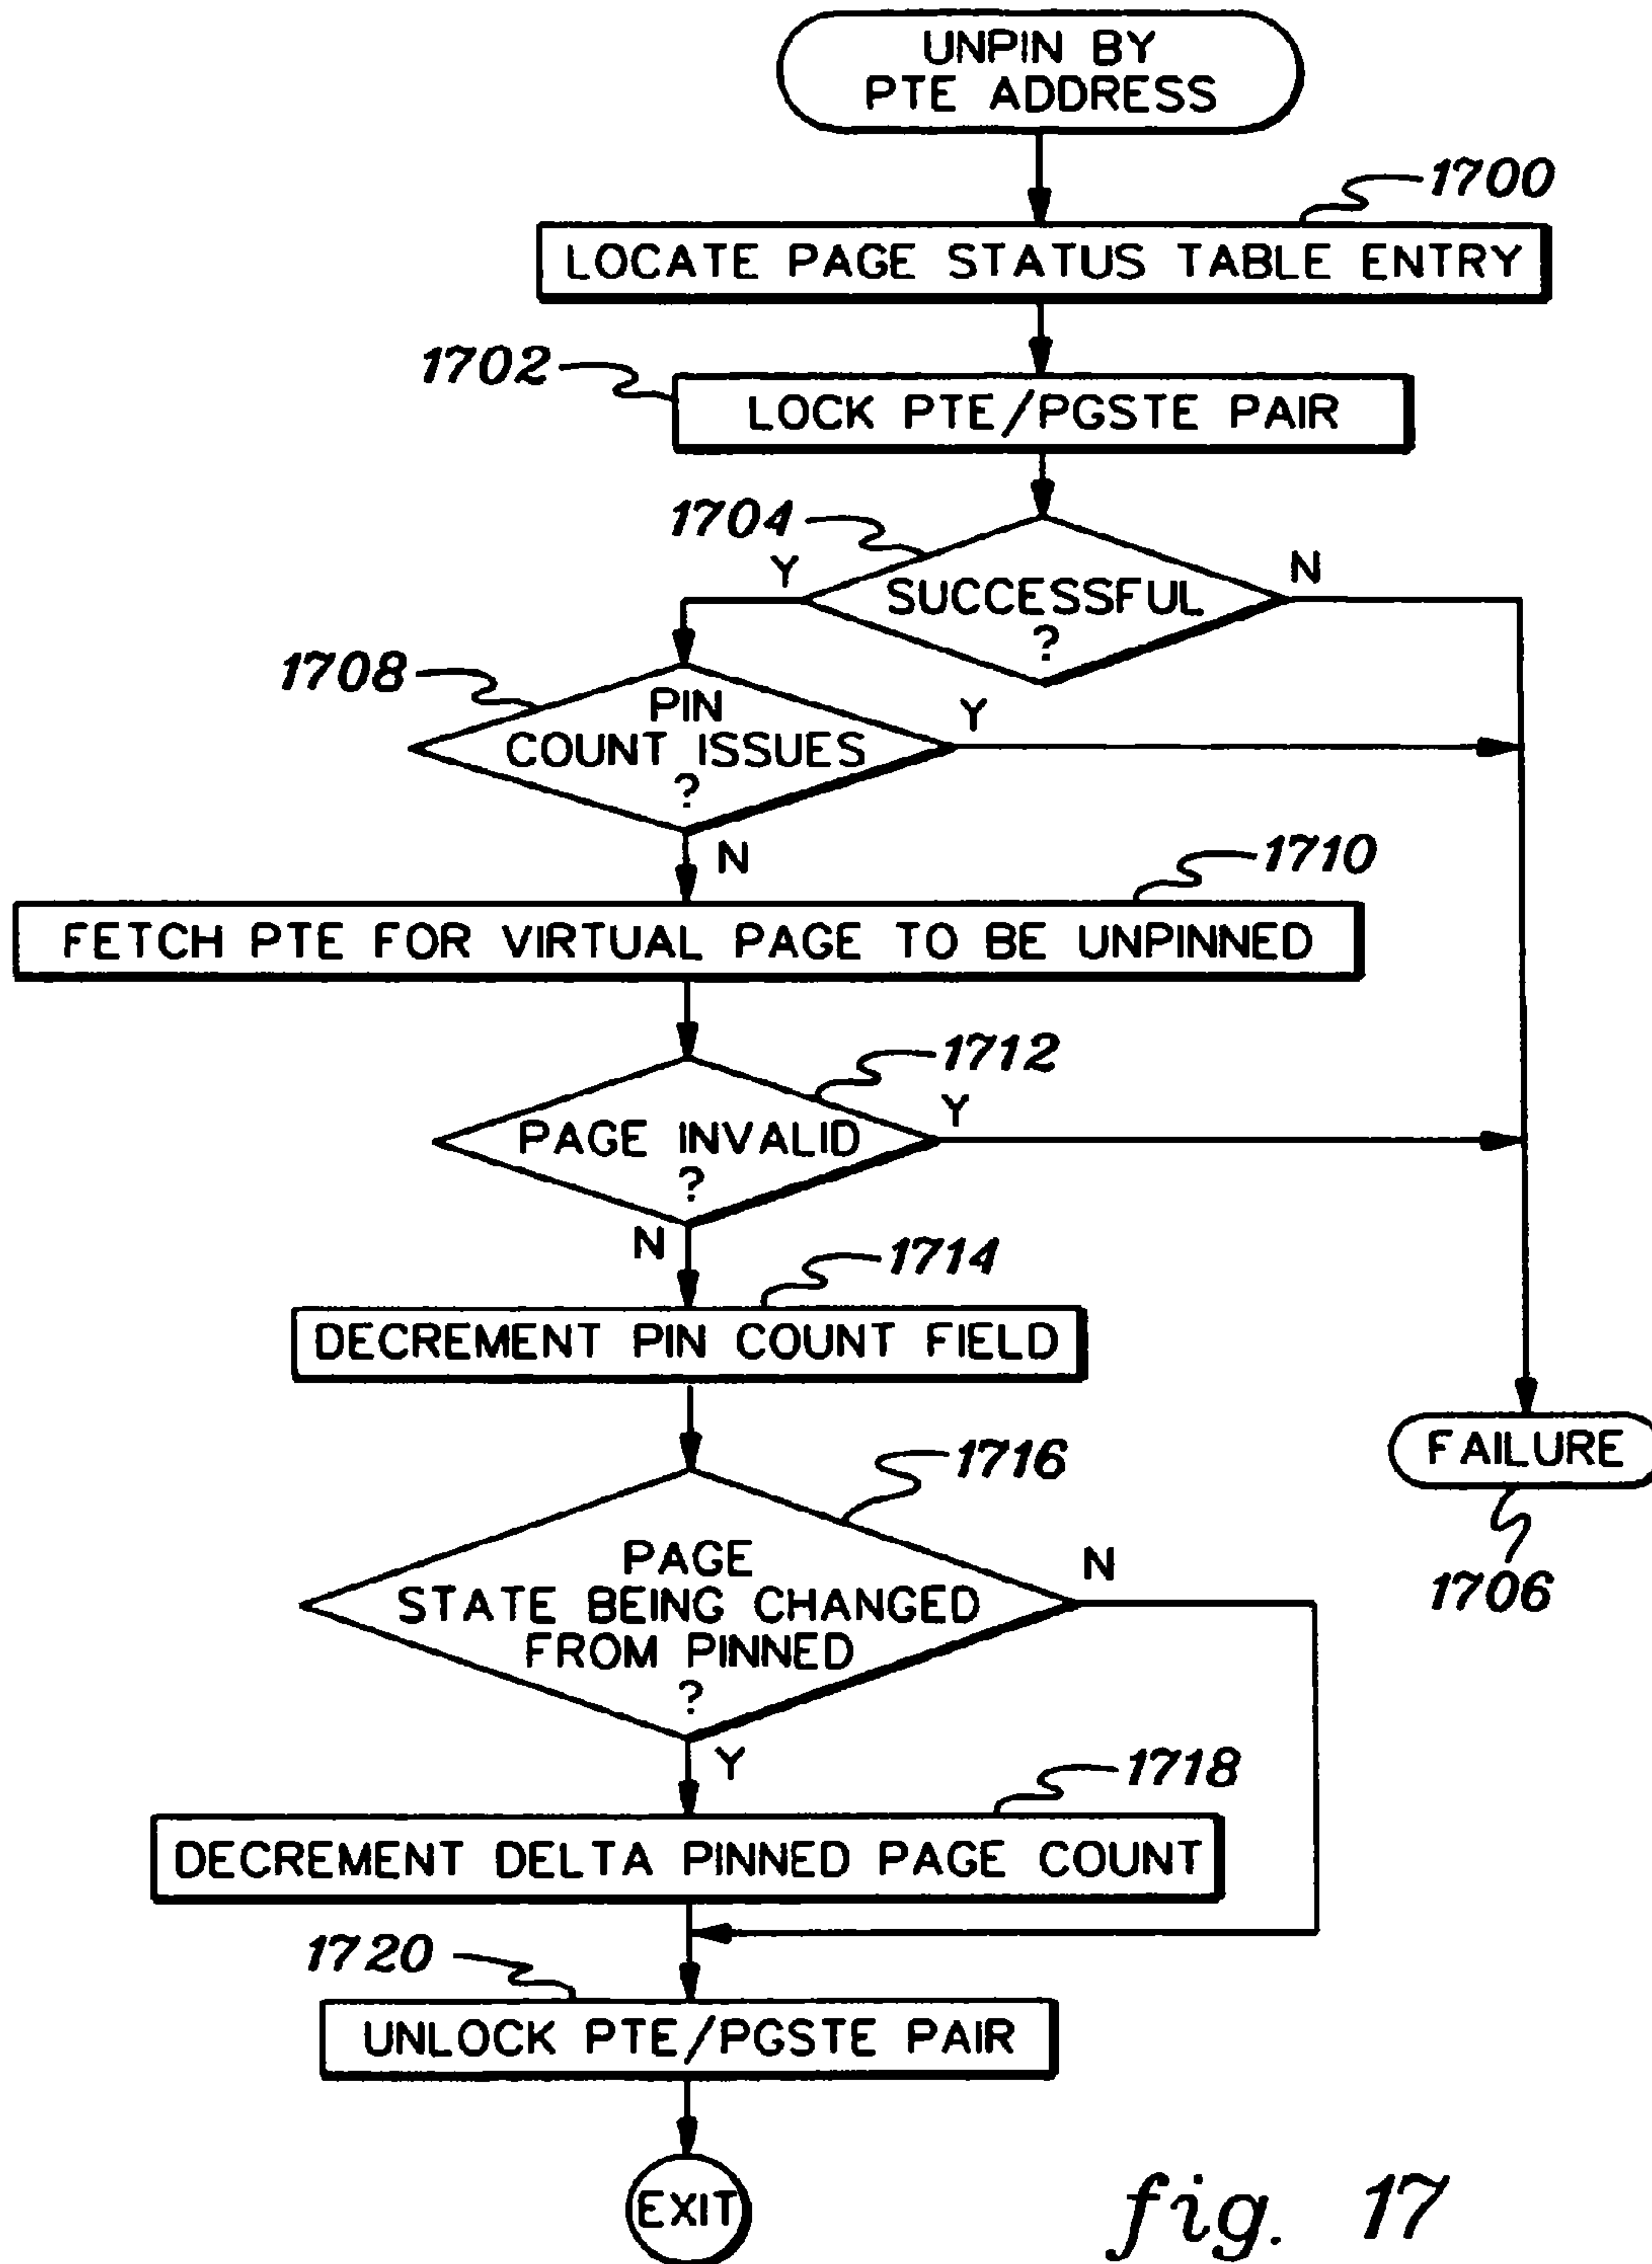 UNPIN BY
PTE ADDRESS
1700
LOCATE PAGE STATUS TABLE ENTRY
1702
LOCK PTE/PGSTE PAIR
1704
Y
N
SUCCESSFUL
?
1708
PIN
COUNT ISSUES
?
Y
N
1710
FETCH PTE FOR VIRTUAL PAGE TO BE UNPINNED
1712
Y
PAGE INVALID
?
N
1714
DECREMENT PIN COUNT FIELD
FAILURE
1706
1716
PAGE
STATE BEING CHANGED
FROM PINNED
?
N
Y
1718
DECREMENT DELTA PINNED PAGE COUNT
1720
UNLOCK PTE/PGSTE PAIR
EXIT
fig. 17